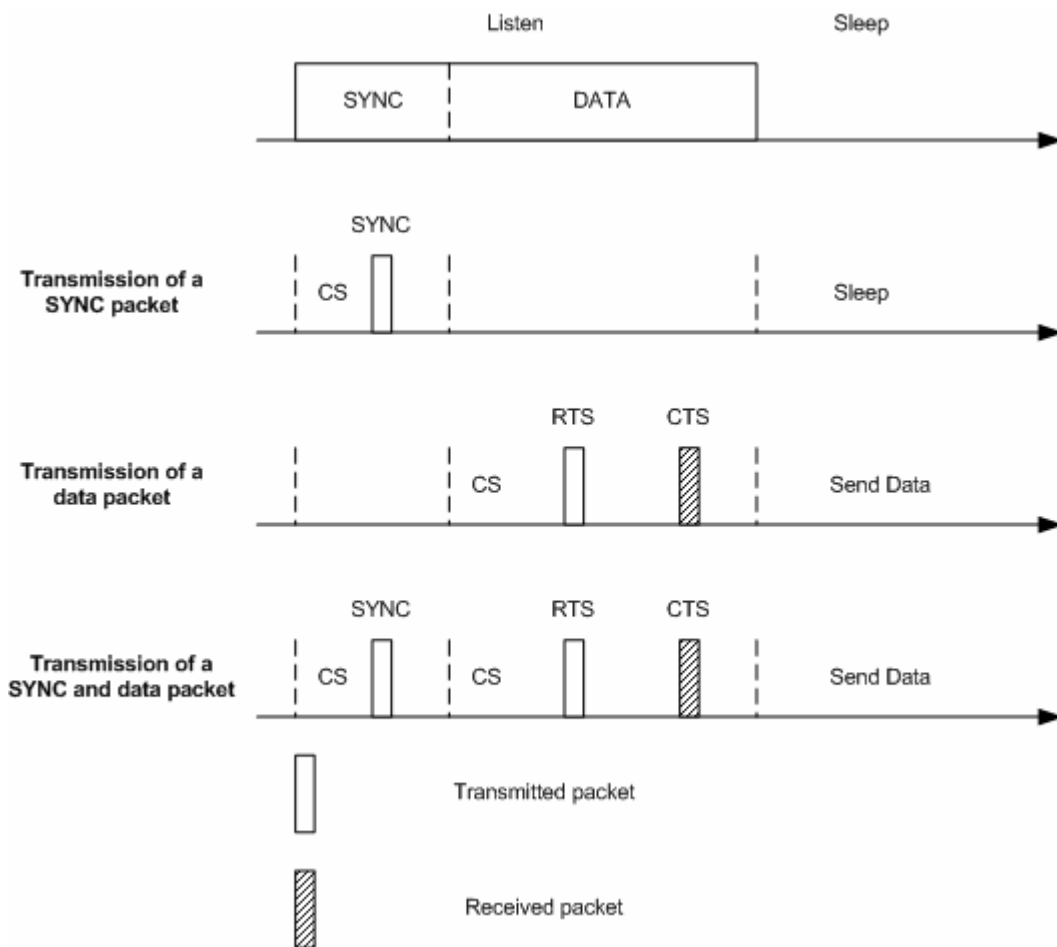 Listen
Sleep
SYNC
DATA
SYNC
Transmission of a
SYNC packet
CS
Sleep
RTS
CTS
Transmission of a
data packet
CS
Send Data
SYNC
RTS
CTS
Transmission of a
SYNC and data packet
CS
CS
Send Data
Transmitted packet
Received packet